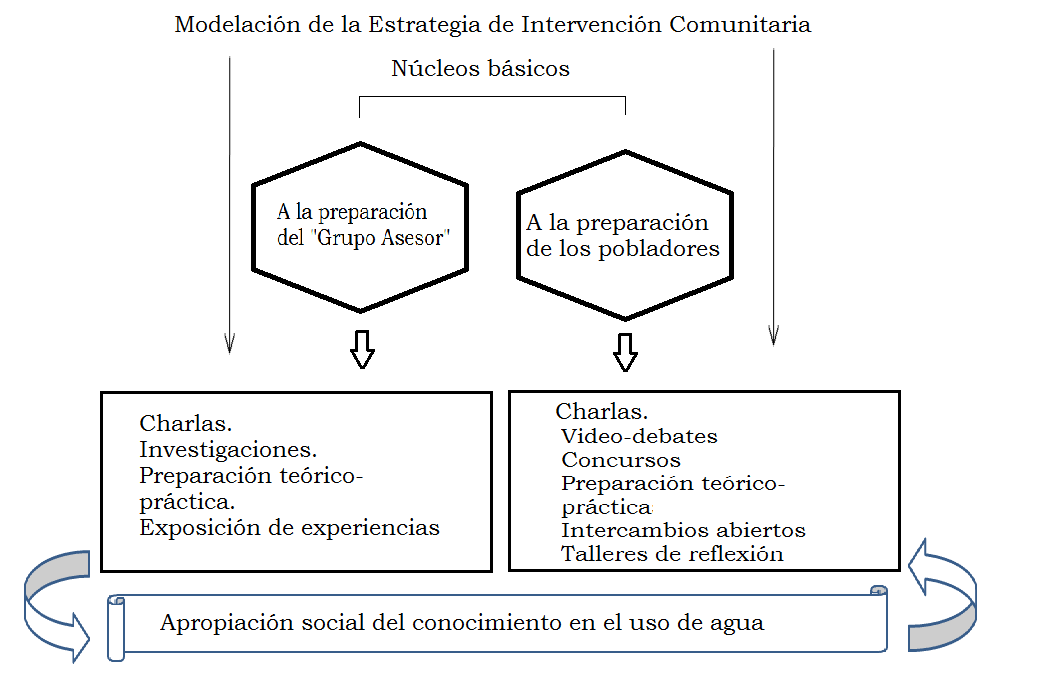 Modelación de la Estrategia de Intervención Comunitaria
Núcleos básicos
A la preparación
del "Grupo Asesor"
A la preparación
de los pobladores
Charlas.
Investigaciones.
Preparación teórico-
práctica.
Exposición de experiencias
Charlas.
Video-debates
Concursos
Preparación teórico-
práctica
Intercambios abiertos
Talleres de reflexión
Apropiación social del conocimiento en el uso de agua